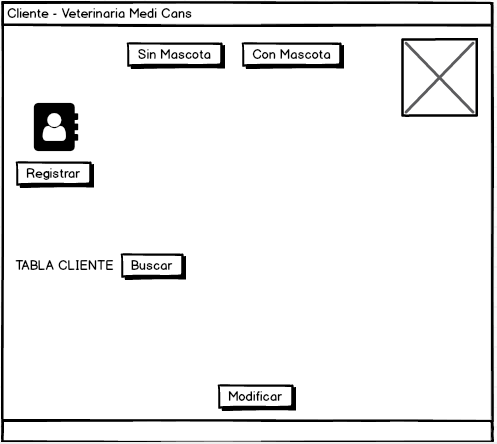 Cliente - Veterinaria Medi Cans
Sin Mascota Con Mascota
Registrar
TABLA CLIENTE Buscar
Modificar